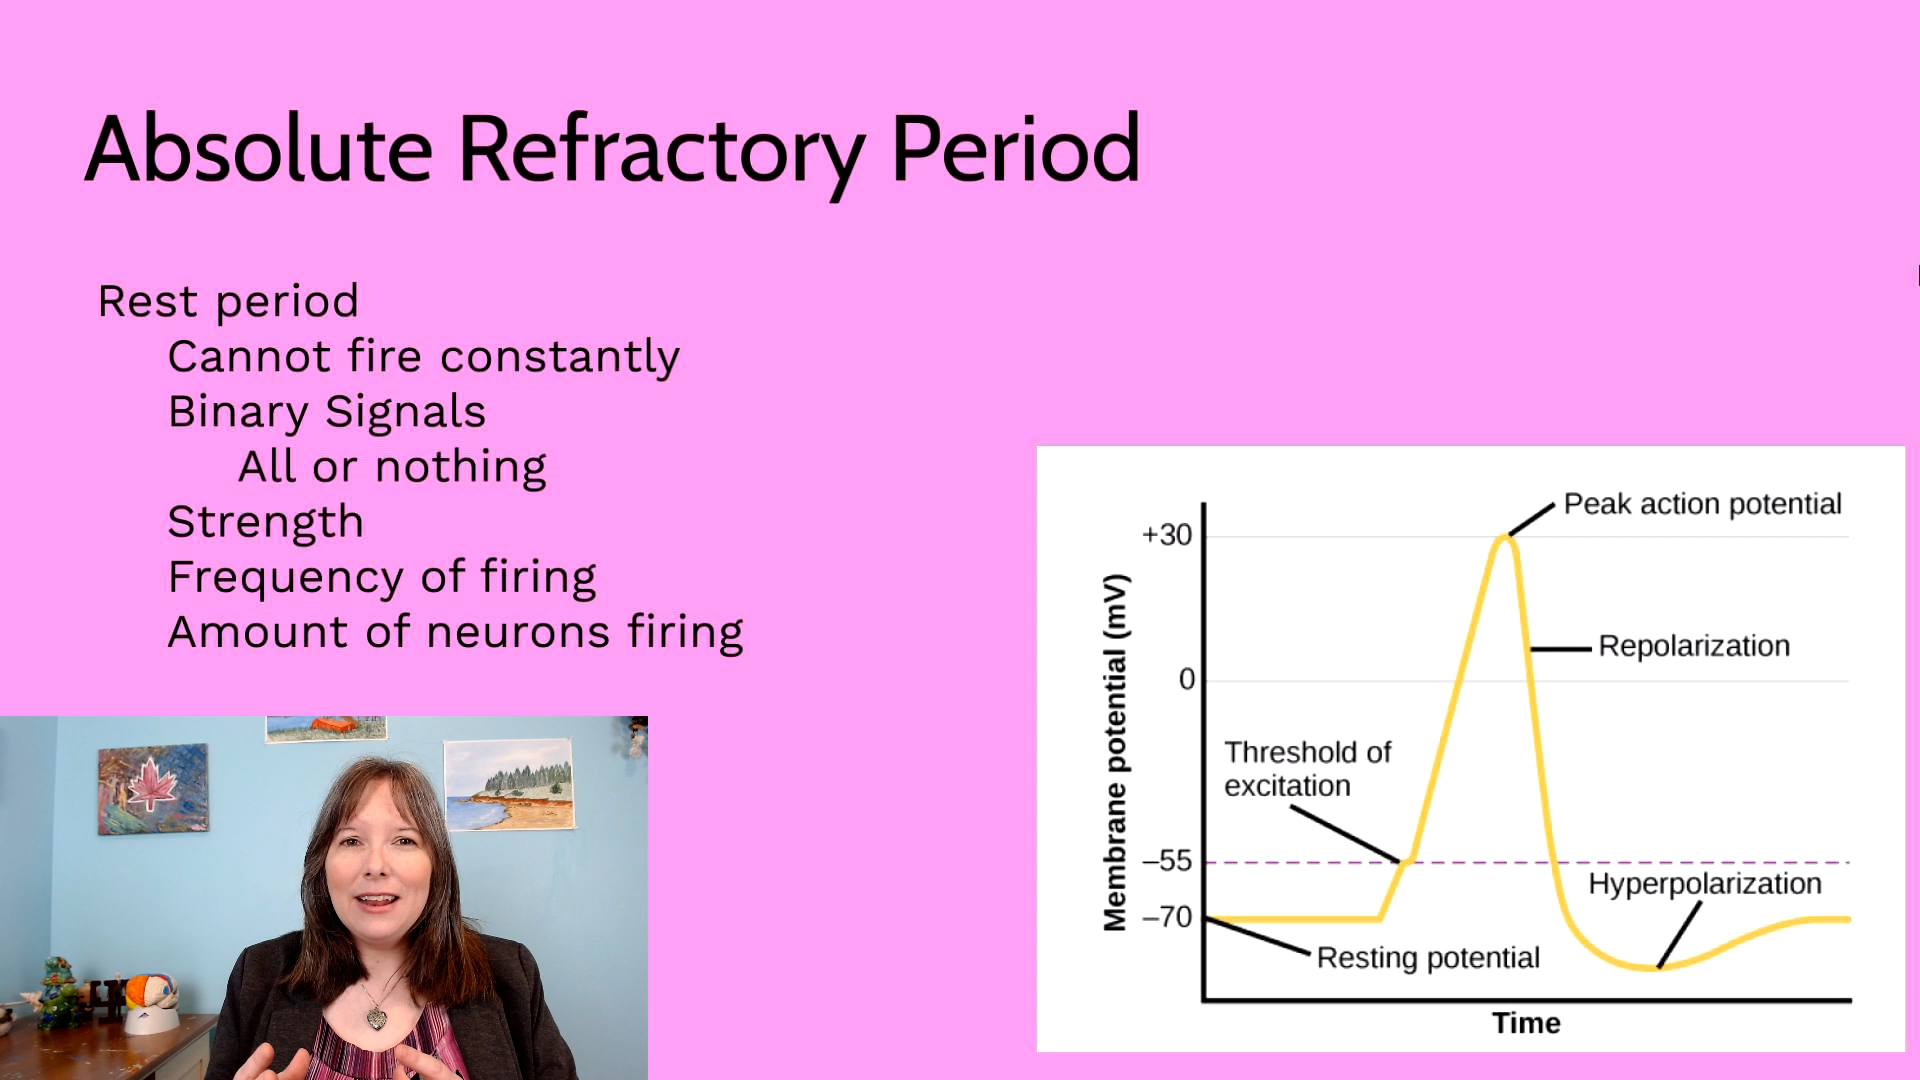 Absolute Refractory Period
Rest period
Cannot fire constantly
Binary Signals
All or nothing
Strength
Frequency of firing
Amount of neurons firing
Peak action potential
+30
Repolarization
0
Membrane potential (mV)
Threshold of
excitation
–55
Hyperpolarization
–70
Resting potential
Time